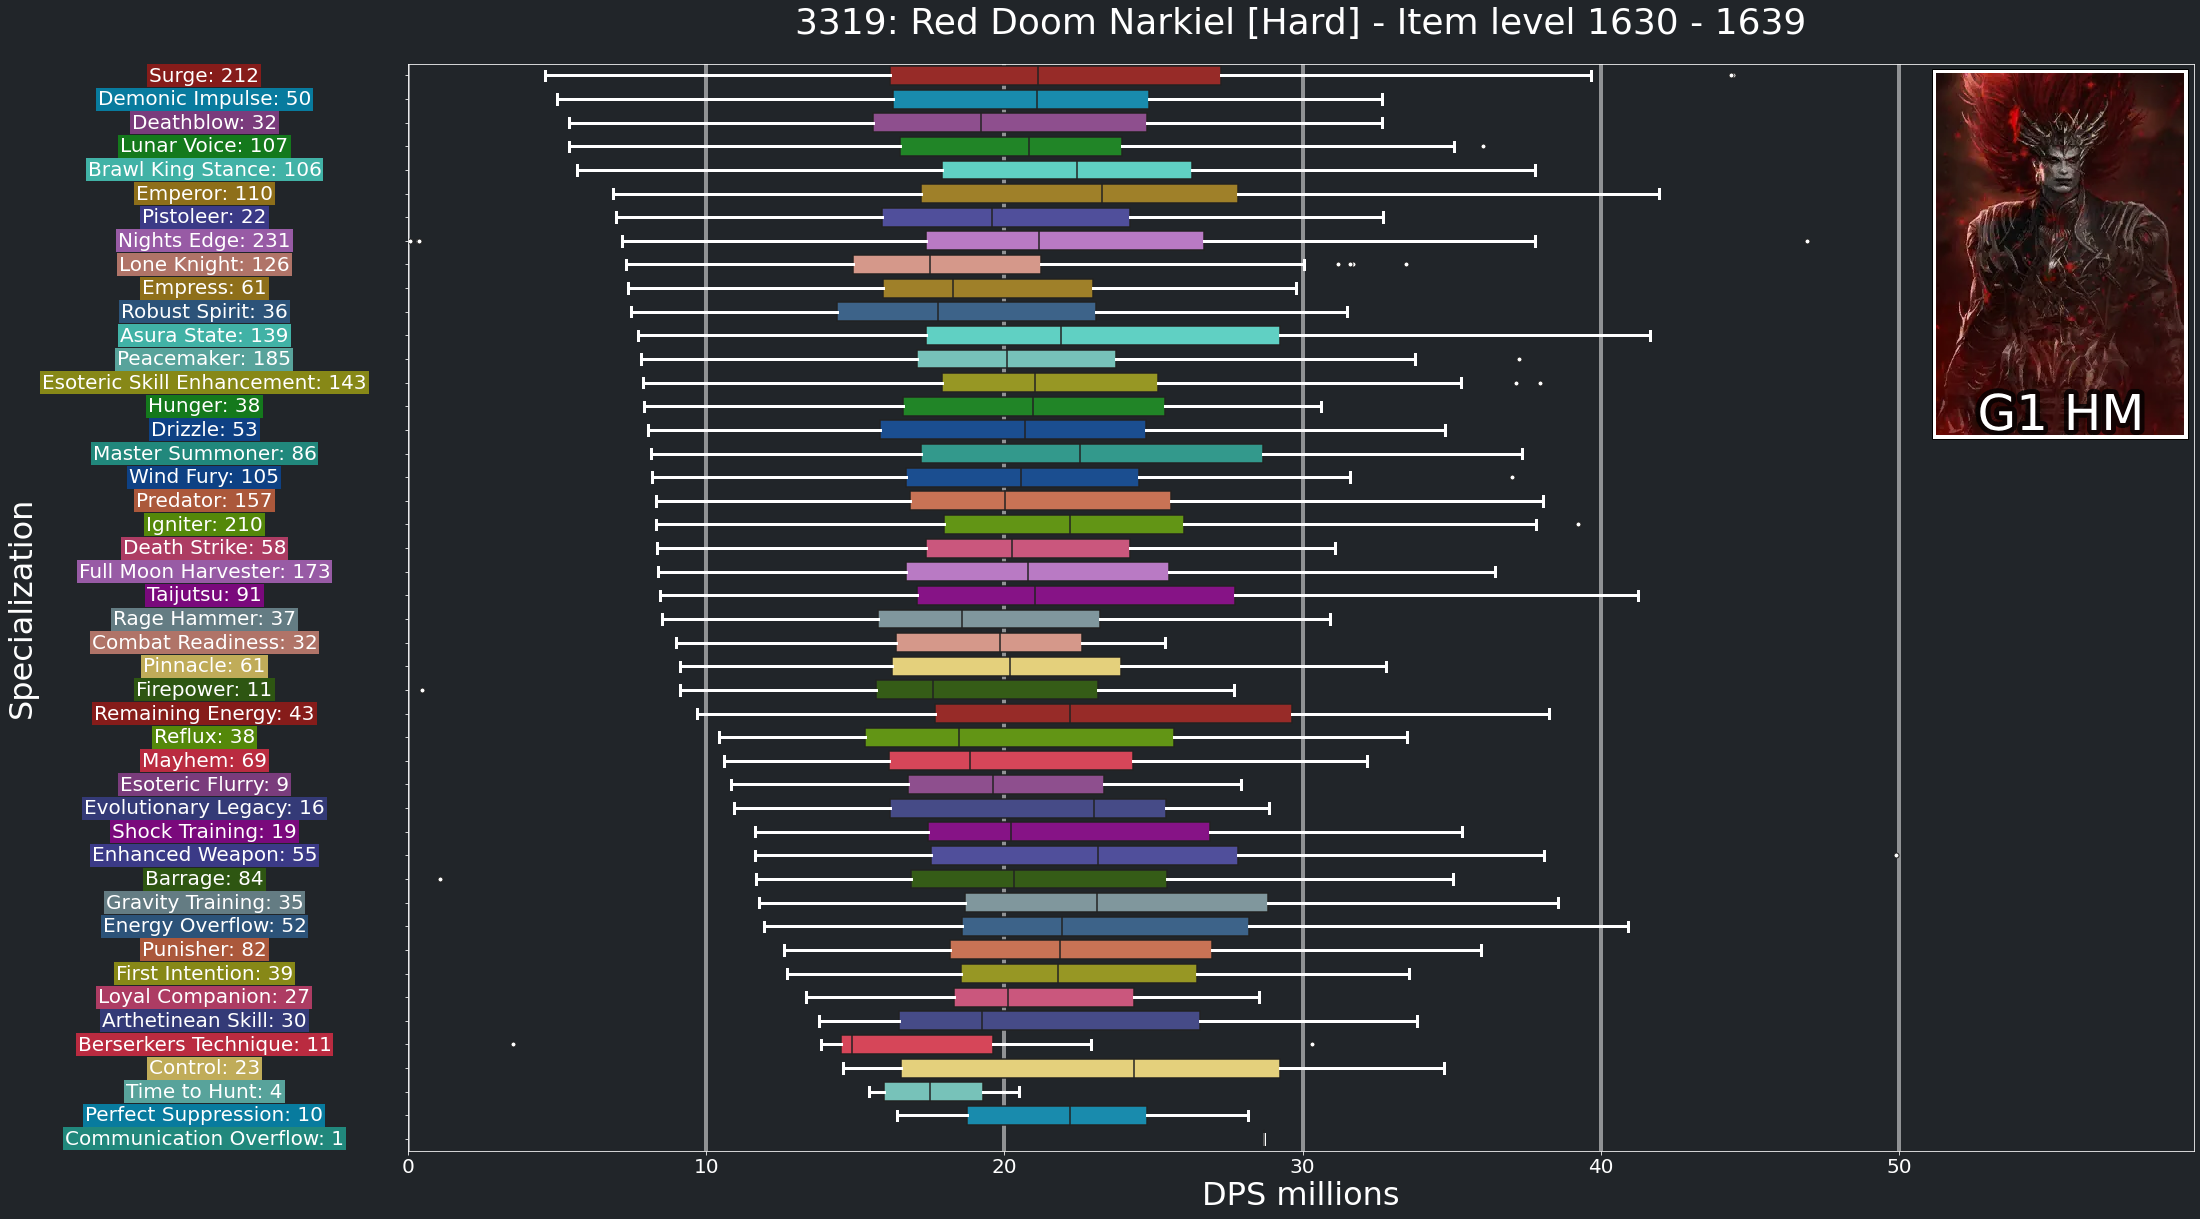 3319: Red Doom Narkiel [Hard] - Item level 1630 - 1639
Surge: 212
Demonic Impulse: 50
Deathblow: 32
Lunar Voice: 107
Brawl King Stance: 106
Emperor: 110
Pistoleer: 22
Nights Edge: 231
Lone Knight: 126
Empress: 61
Robust Spirit: 36
Asura State: 139
Peacemaker: 185
Esoteric Skill Enhancement: 143
Hunger: 38
Drizzle: 53
Master Summoner: 86
Wind Fury: 105
Predator: 157
Igniter: 210
Death Strike: 58
Full Moon Harvester: 173
Taijutsu: 91
Rage Hammer: 37
Combat Readiness: 32
Pinnacle: 61
Firepower: 11
Remaining Energy: 43
Reflux: 38
Mayhem: 69
Esoteric Flurry: 9
Evolutionary Legacy: 16
Shock Training: 19
Enhanced Weapon: 55
Barrage: 84
Gravity Training: 35
Energy Overflow: 52
Punisher: 82
First Intention: 39
Loyal Companion: 27
Arthetinean Skill: 30
Berserkers Technique: 11
Control: 23
Time to Hunt: 4
Perfect Suppression: 10
Communication Overflow: 1
Specialization
G1 HM
0 10 20 30 40 50
DPS millions